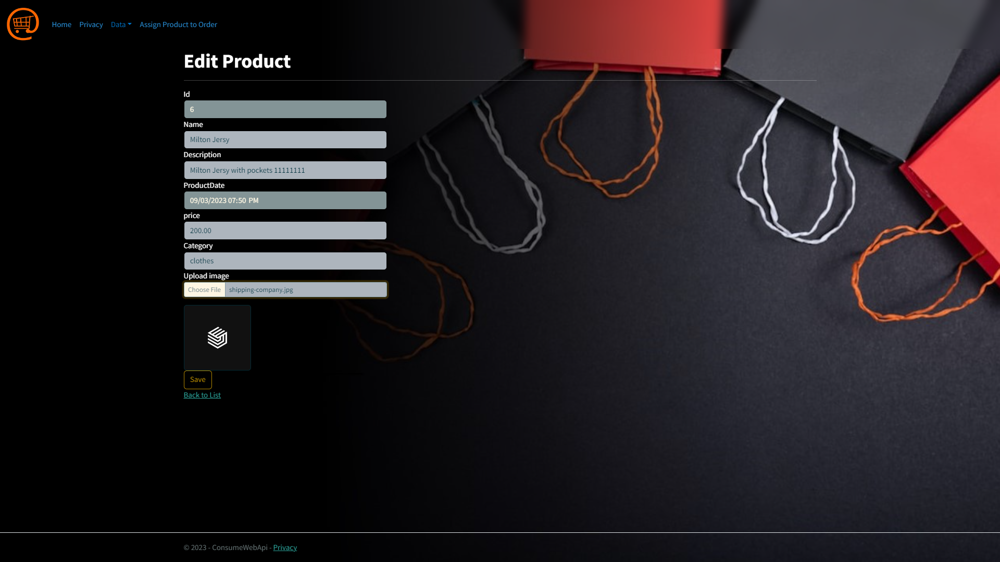 Home Privacy Data Assign Product to Order
Edit Product
Id
6
Name
Milton Jersy
Description
Milton Jersy with pockets 11111111
ProductDate
09/03/2023 07:50 PM
price
200.00
Category
clothes
Upload image
Choose File shipping-company.jpg
Save
Back to List
© 2023 - ConsumeWebApi - Privacy